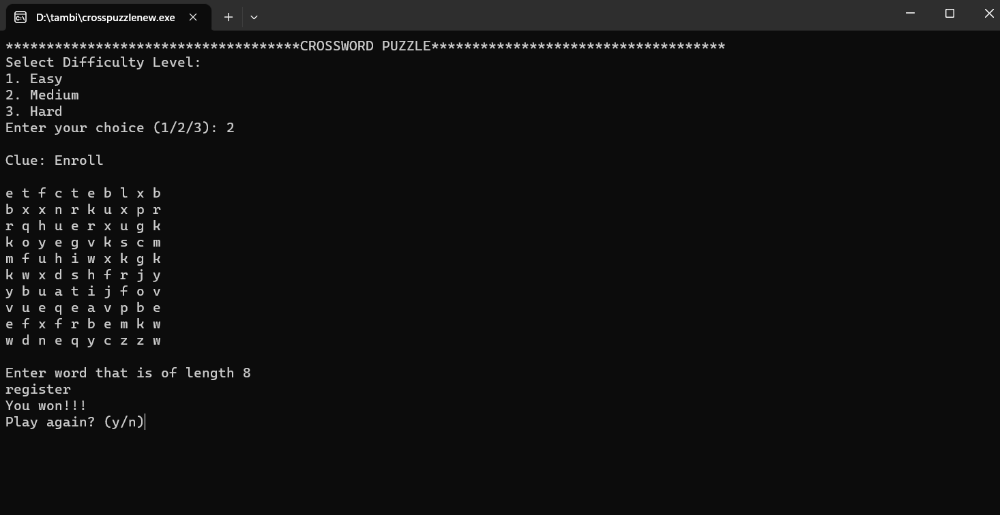 D:\tambi\crosspuzzlenew.exe
************************************CROSSWORD PUZZLE************************************
Select Difficulty Level:
1. Easy
2. Medium
3. Hard
Enter your choice (1/2/3): 2
Clue: Enroll
e t f c t e b l x b
b x x n r k u x p r
r q h u e r x u g k
k o y e g v k s c m
m f u h i w x k g k
k w x d s h f r j y
y b u a t i j f o v
v u e q e a v p b e
e f x f r b e m k w
w d n e q y c z z w
Enter word that is of length 8
register
You won!!!
Play again? (y/n)